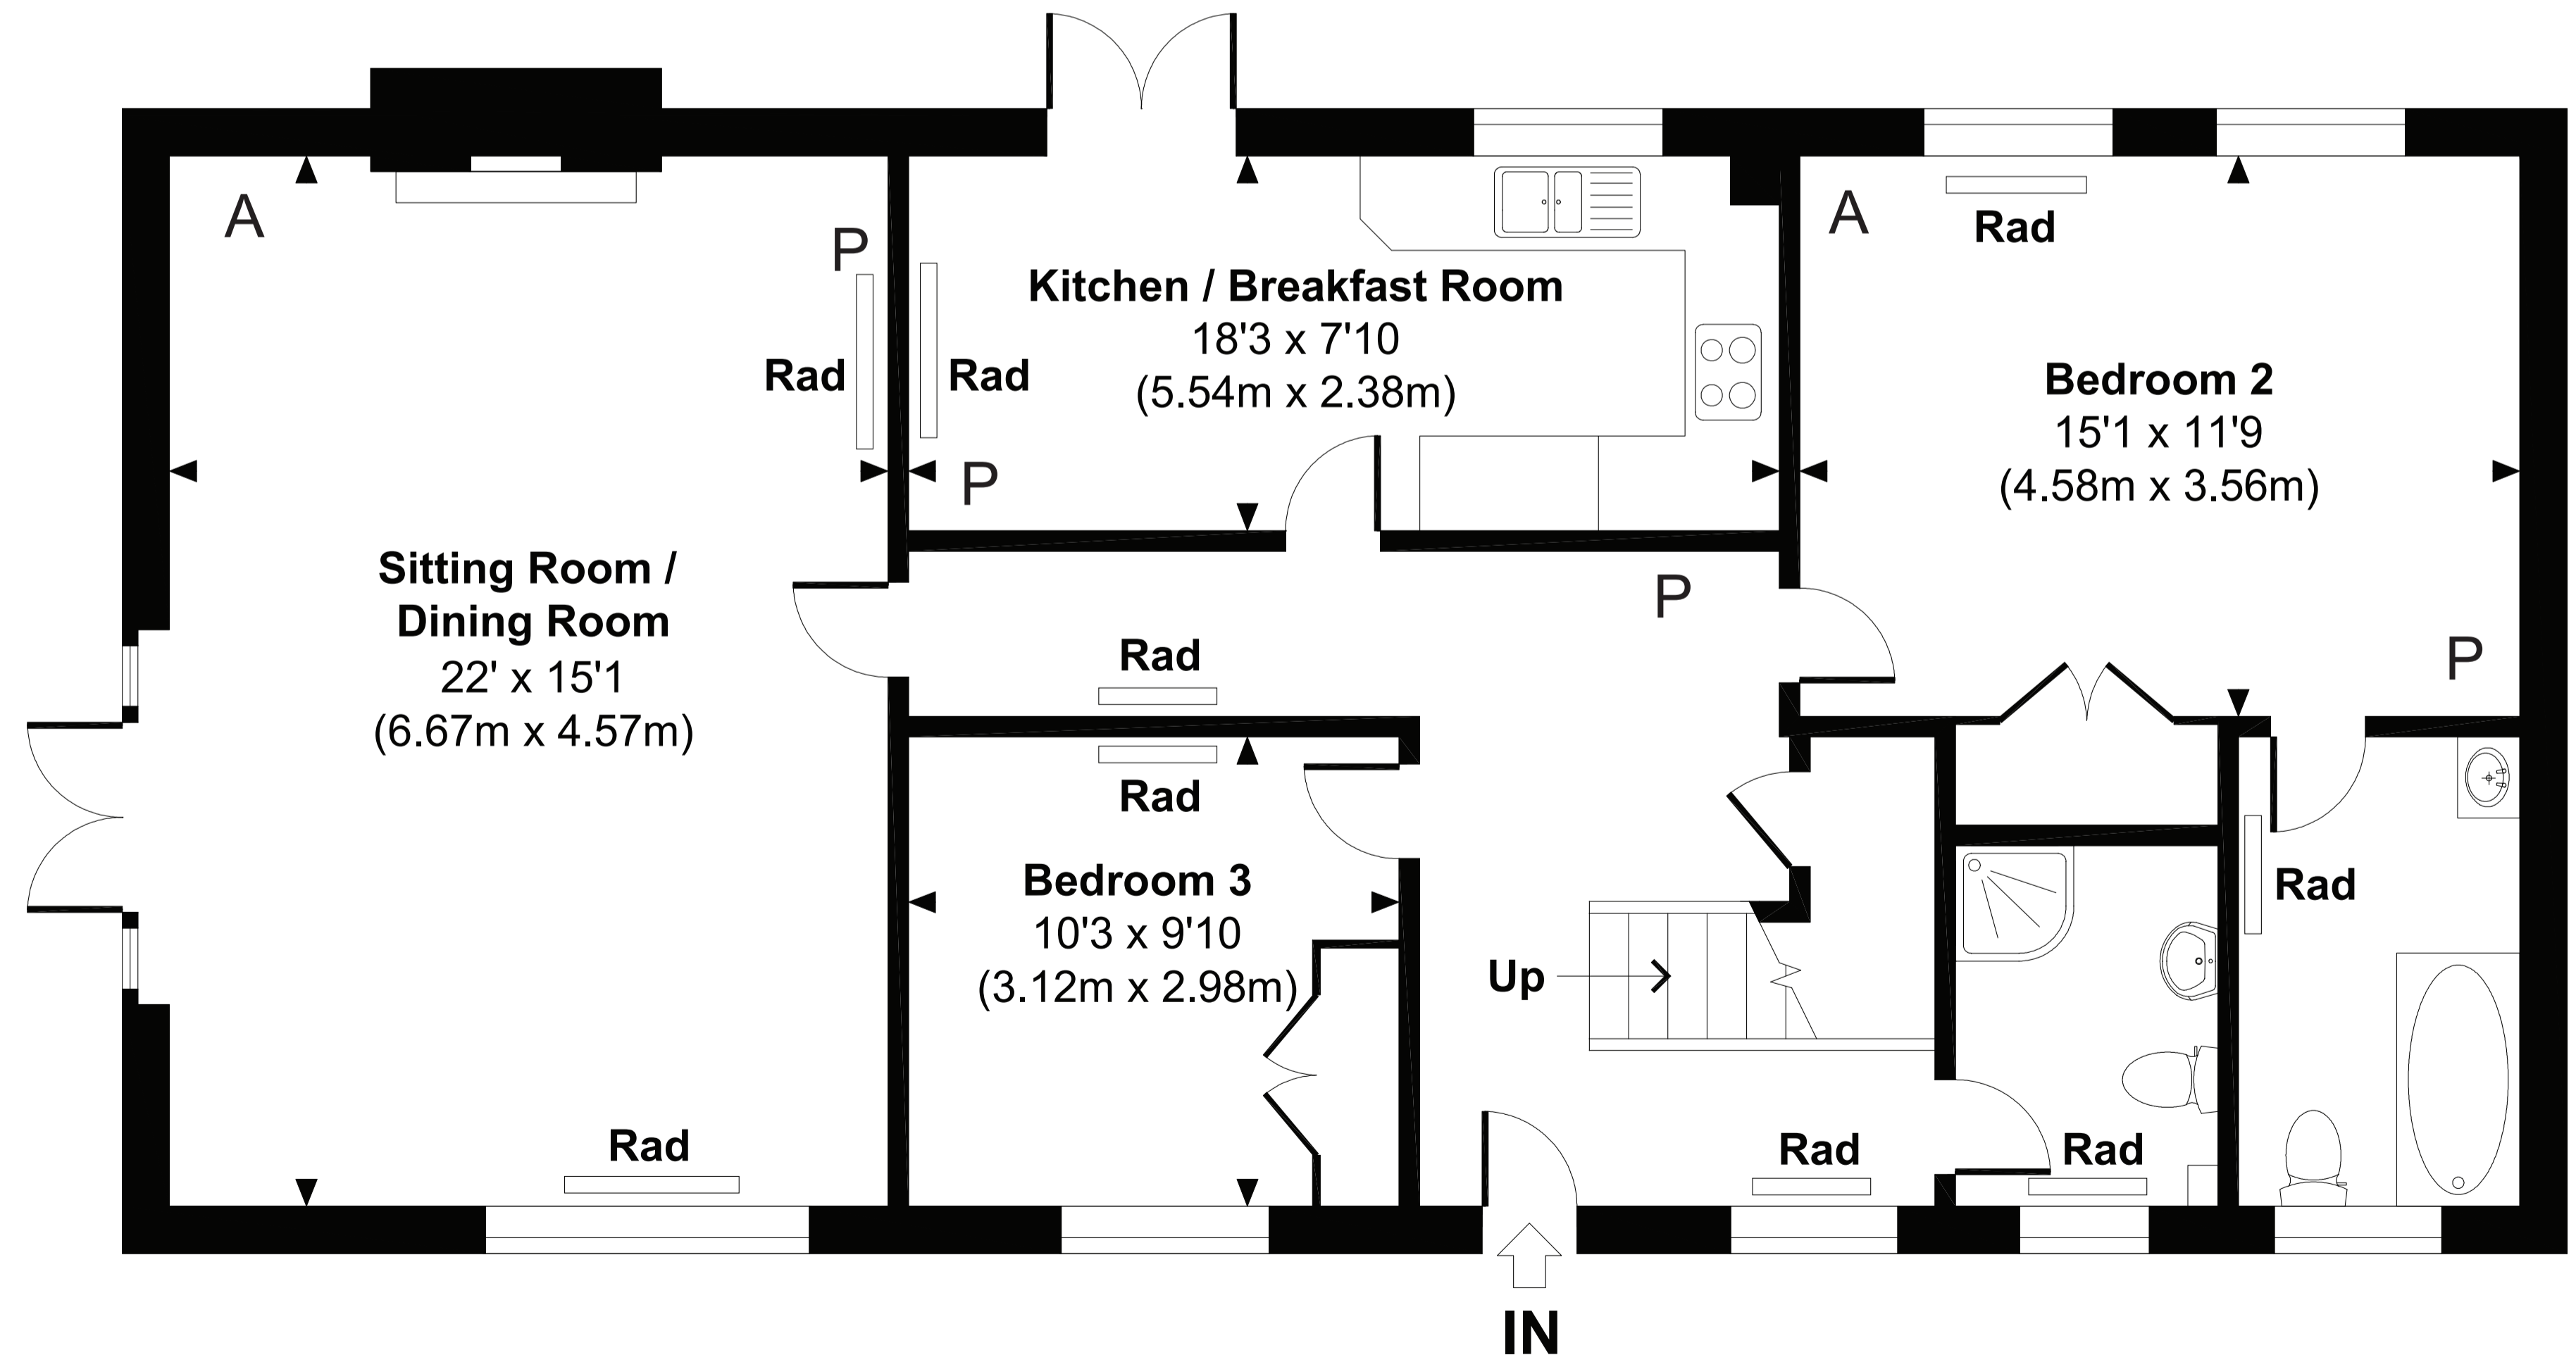 A
P
Rad
Sitting Room /
Dining Room
22' x 15'1
(6.67m x 4.57m)
Rad
Kitchen / Breakfast Room
18'3 x 7'10
(5.54m x 2.38m)
Rad
P
A
Rad
Bedroom 2
15'1 x 11'9
(4.58m x 3.56m)
P
P
Rad
Rad
Bedroom 3
10'3 x 9'10
(3.12m x 2.98m)
Up
Rad
Rad
Rad
IN